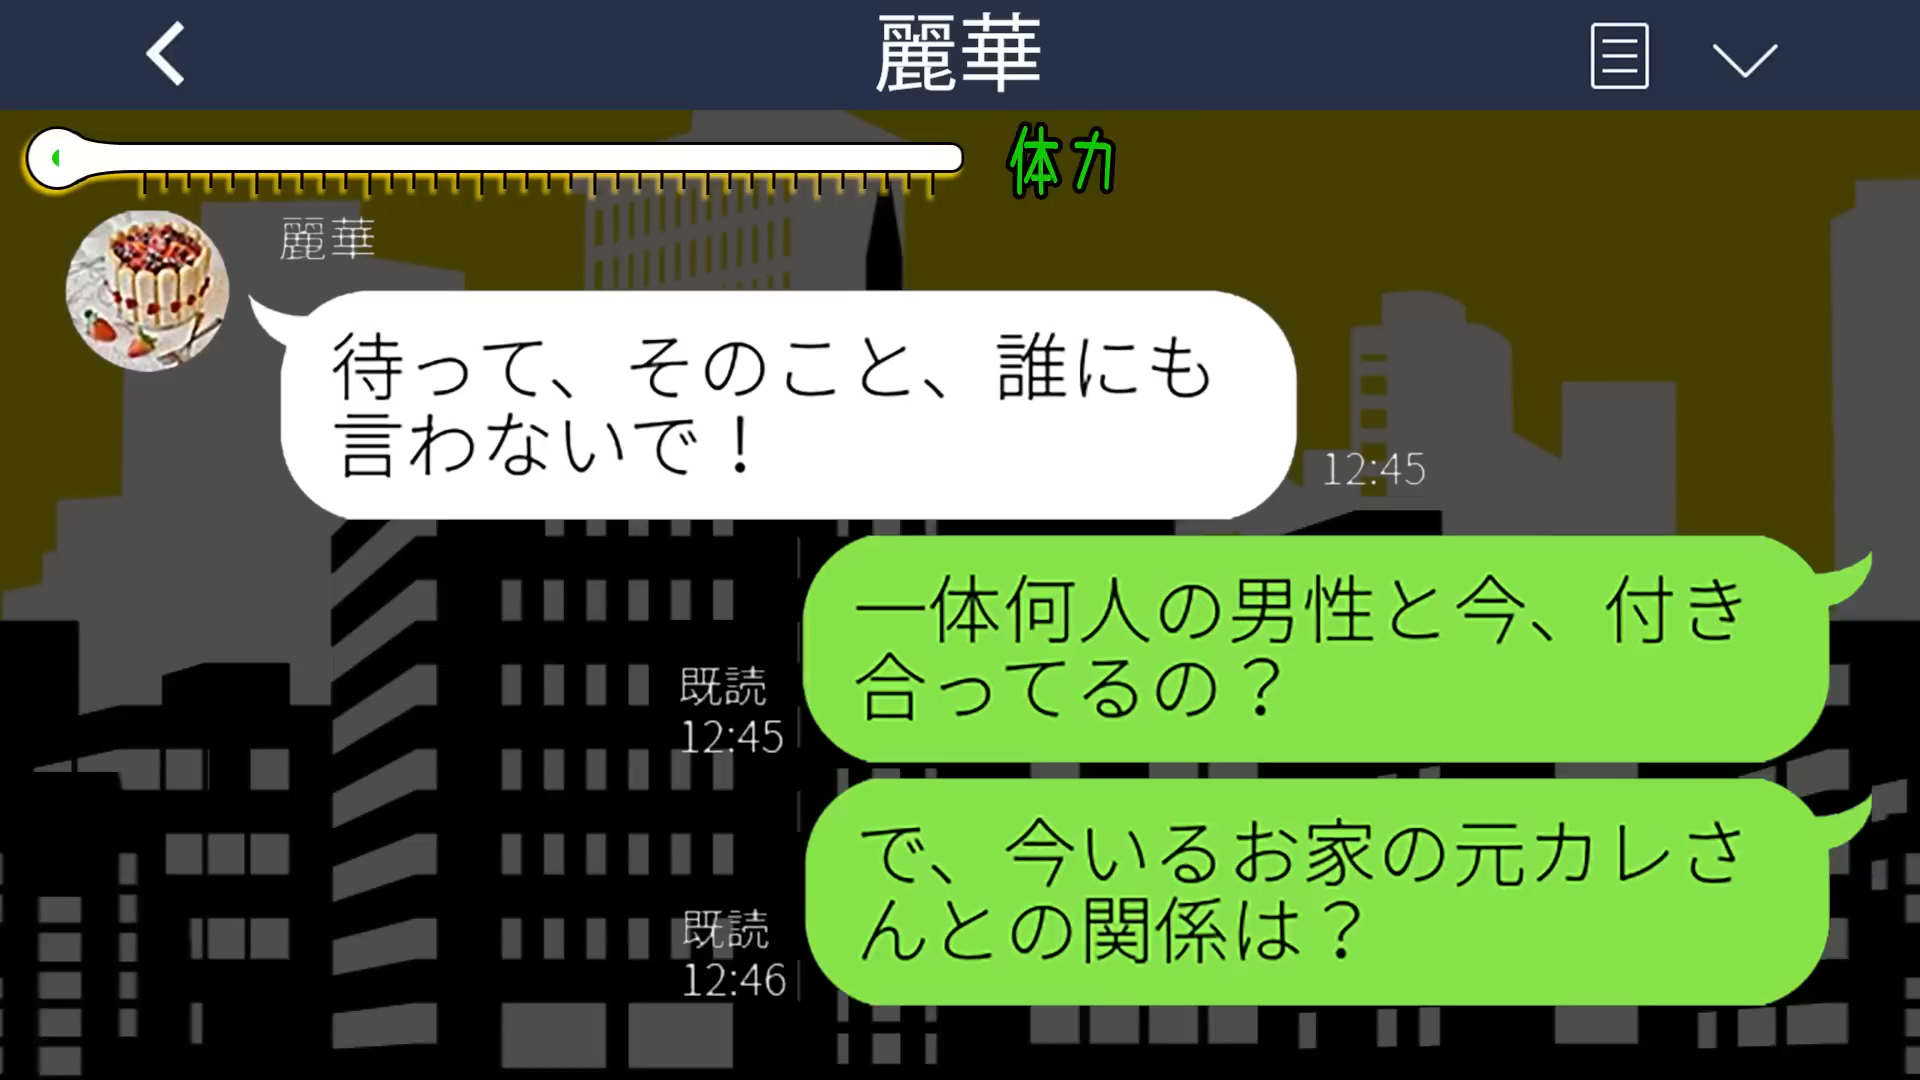 麗華
体力
麗華
待って、そのこと、誰にも
言わないで！
12:45
一体何人の男性と今、付き
合ってるの？
既読
12:45
で、今いるお家の元カレさ
んとの関係は？
既読
12:46